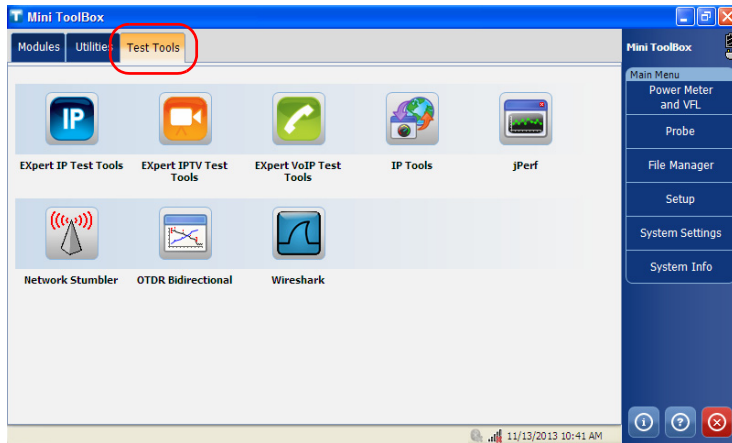 Mini ToolBox
Modules Utilities Test Tools
IP
EXpert IP Test Tools
EXpert IPTV Test
Tools
EXpert VoIP Test
Tools
IP Tools
jPerf
Network Stumbler
OTDR Bidirectional
Wireshark
11/13/2013 10:41 AM
Mini ToolBox
Main Menu
Power Meter
and VFL
Probe
File Manager
Setup
System Settings
System Info